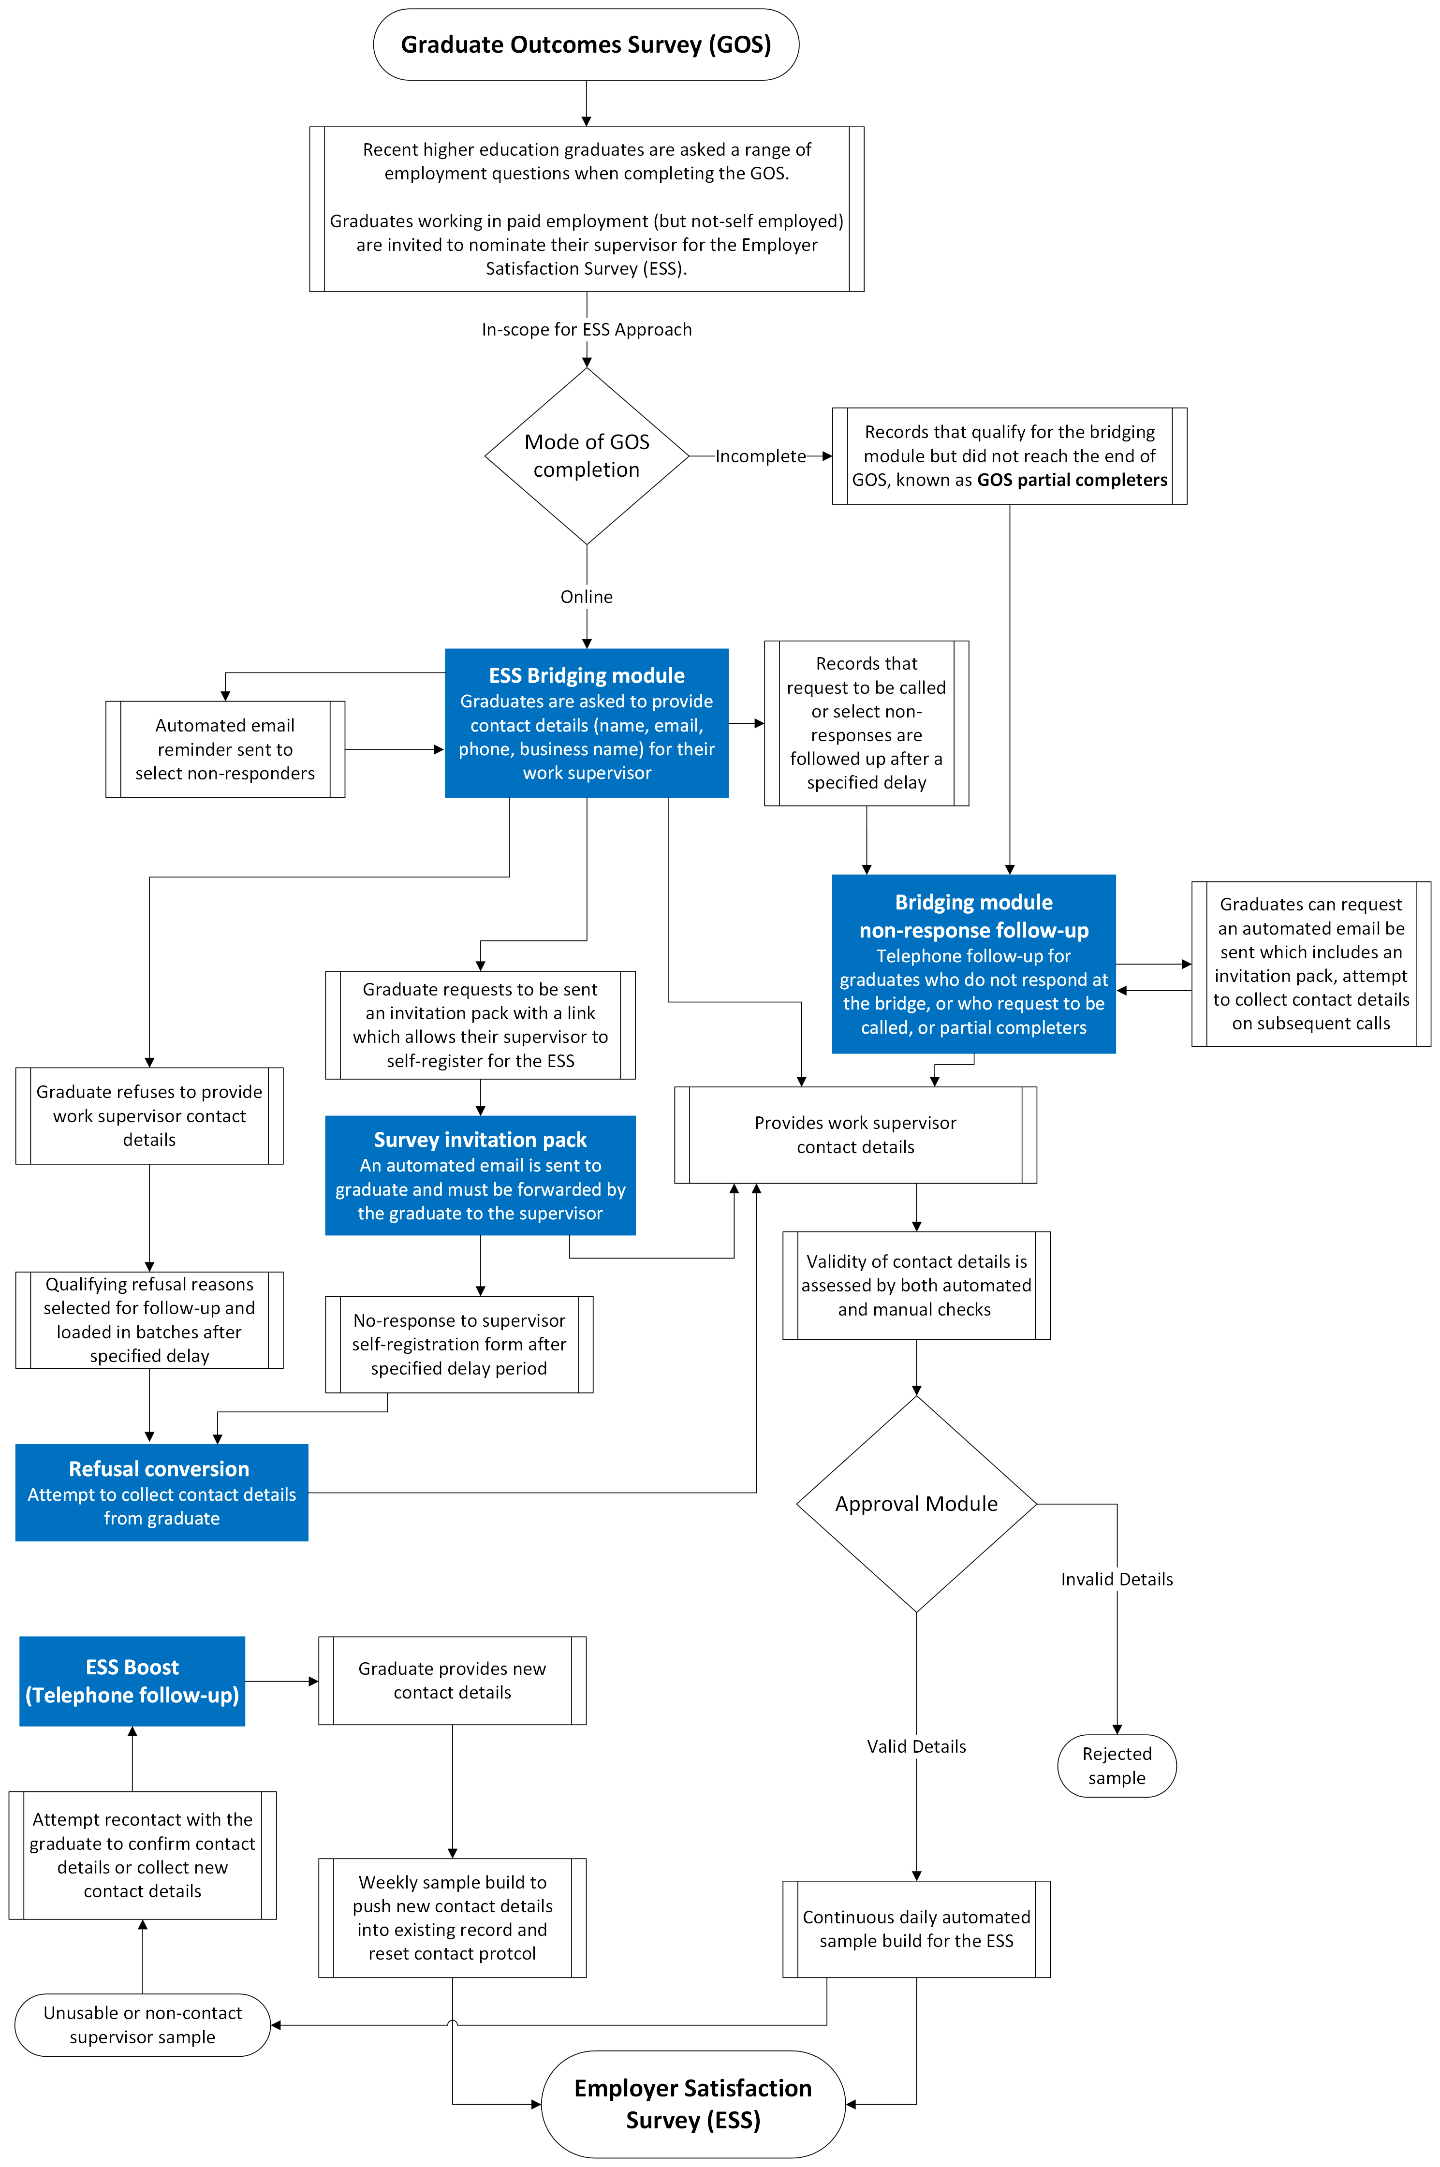 Graduate Outcomes Survey (GOS)
Recent higher education graduates are asked a range of
employment questions when completing the GOS.
Graduates working in paid employment (but not-self employed)
are invited to nominate their supervisor for the Employer
Satisfaction Survey (ESS).
In-scope for ESS Approach
Mode of GOS
completion
Incomplete
Records that qualify for the bridging
module but did not reach the end of
GOS, known as GOS partial completers
Online
ESS Bridging module
Graduates are asked to provide
contact details (name, email,
phone, business name) for their
work supervisor
Automated email
reminder sent to
select non-responders
Records that
request to be called
or select non-
responses are
followed up after a
specified delay
Bridging module
non-response follow-up
Telephone follow-up for
graduates who do not respond at
the bridge, or who request to be
called, or partial completers
Graduates can request
an automated email be
sent which includes an
invitation pack, attempt
to collect contact details
on subsequent calls
Graduate requests to be sent
an invitation pack with a link
which allows their supervisor to
self-register for the ESS
Graduate refuses to provide
work supervisor contact
details
Survey invitation pack
An automated email is sent to
graduate and must be forwarded by
the graduate to the supervisor
Provides work supervisor
contact details
Validity of contact details is
assessed by both automated
and manual checks
Qualifying refusal reasons
selected for follow-up and
loaded in batches after
specified delay
No-response to supervisor
self-registration form after
specified delay period
Refusal conversion
Attempt to collect contact details
from graduate
Approval Module
Invalid Details
Valid Details
Rejected
sample
ESS Boost
(Telephone follow-up)
Graduate provides new
contact details
Attempt recontact with the
graduate to confirm contact
details or collect new
contact details
Weekly sample build to
push new contact details
into existing record and
reset contact protcol
Continuous daily automated
sample build for the ESS
Unusable or non-contact
supervisor sample
Employer Satisfaction
Survey (ESS)